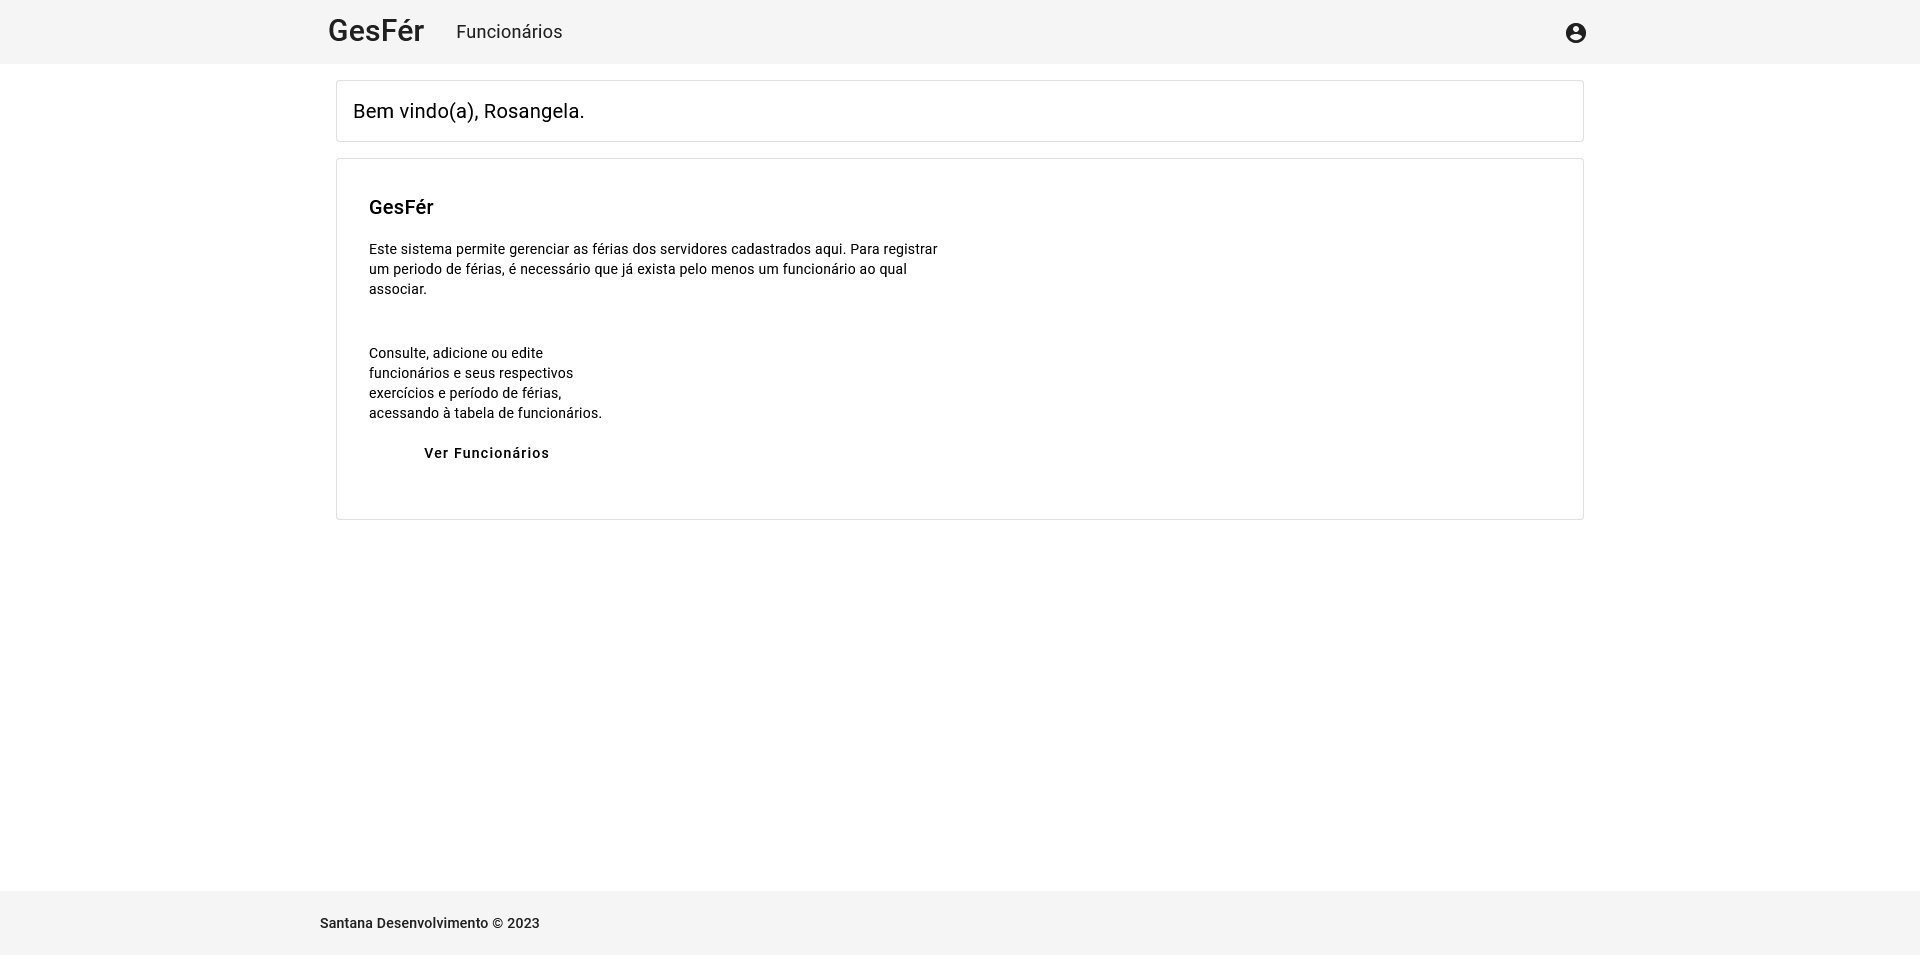 GesFér
Funcionários
Bem vindo(a), Rosangela.
GesFér
Este sistema permite gerenciar as férias dos servidores cadastrados aqui. Para registrar
um periodo de férias, é necessário que já exista pelo menos um funcionário ao qual
associar.
Consulte, adicione ou edite
funcionários e seus respectivos
exercícios e período de férias,
acessando à tabela de funcionários.
Ver Funcionários
Santana Desenvolvimento © 2023